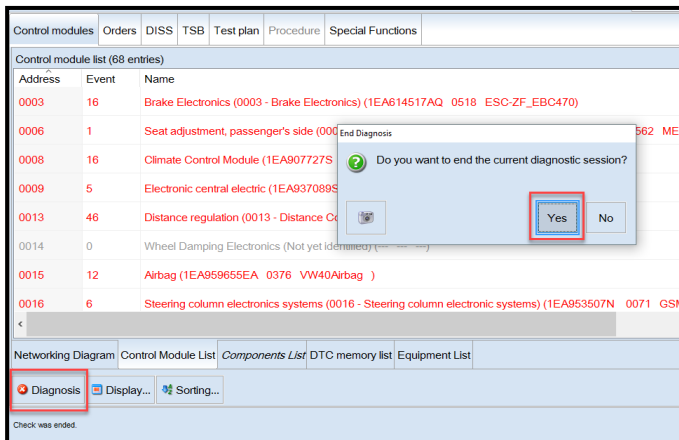 Control modules Orders DISS TSB Test plan Procedure Special Functions
Control module list (68 entries)
Address Event Name
0003 16 Brake Electronics (0003 - Brake Electronics) (1EA614517AQ 0518 ESC-ZF_EBC470)
0006 1 Seat adjustment, passenger's side (000 562 ME
End Diagnosis
Do you want to end the current diagnostic session?
Yes No
0008 16 Climate Control Module (1EA907727S
0009 5 Electronic central electric (1EA937089S
0013 46 Distance regulation (0013 - Distance Co
0014 0 Wheel Damping Electronics (Not yet identified) (--- --- ---)
0015 12 Airbag (1EA959655EA 0376 VW40Airbag )
0016 6 Steering column electronics systems (0016 - Steering column electronic systems) (1EA953507N 0071 GSM
Networking Diagram Control Module List Components List DTC memory list Equipment List
Diagnosis Display... Sorting...
Check was ended.